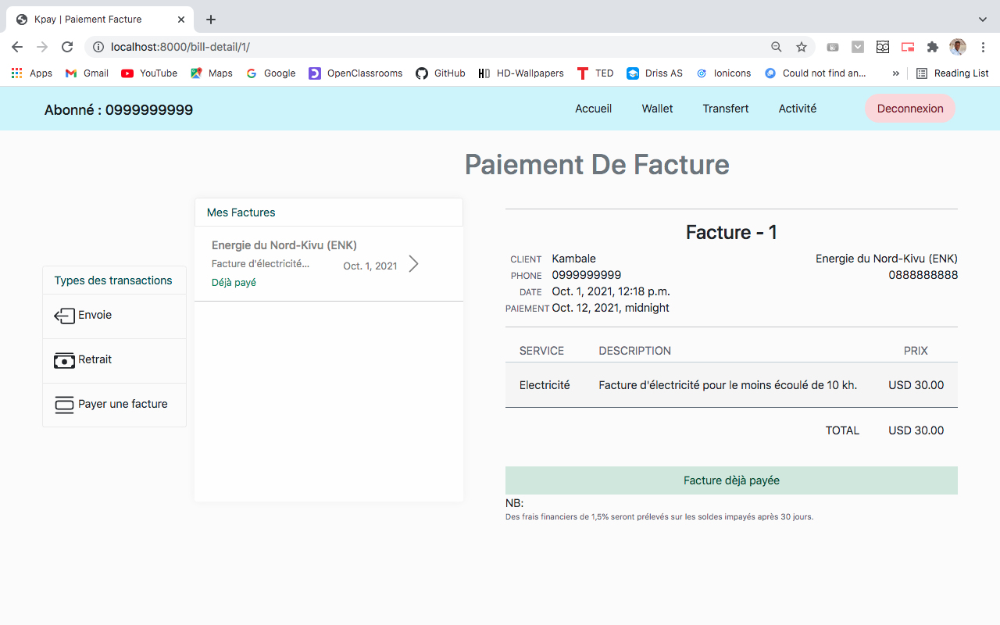 Kpay | Paiement Facture
localhost:8000/bill-detail/1/
Apps Gmail YouTube Maps Google OpenClassrooms GitHub HD-Wallpapers TED Driss AS Ionicons Could not find an... » Reading List
Abonné : 0999999999 Accueil Wallet Transfert Activité Deconnexion
Paiement De Facture
Types des transactions
Envoie
Retrait
Payer une facture
Mes Factures
Energie du Nord-Kivu (ENK)
Facture d'électricité... Oct. 1, 2021
Déjà payé
Facture - 1
CLIENT Kambale Energie du Nord-Kivu (ENK)
PHONE 0999999999 0888888888
DATE Oct. 1, 2021, 12:18 p.m.
PAIEMENT Oct. 12, 2021, midnight
SERVICE DESCRIPTION PRIX
Electricité Facture d'électricité pour le moins écoulé de 10 kh. USD 30.00
TOTAL USD 30.00
Facture dèjà payée
NB:
Des frais financiers de 1,5% seront prélevés sur les soldes impayés après 30 jours.